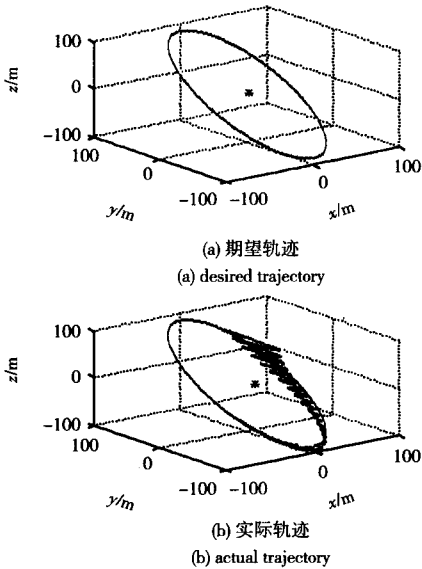 100
0
-100
z/m
100
0
-100
y/m
-100
0
100
x/m
(a) 期望轨迹
(a) desired trajectory
100
0
-100
z/m
100
0
-100
y/m
-100
0
100
x/m
(b) 实际轨迹
(b) actual trajectory